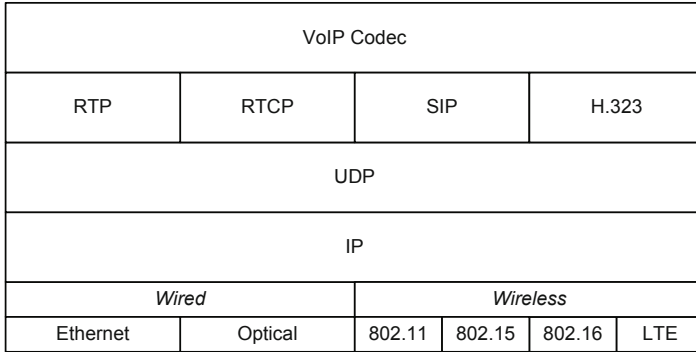 VoIP Codec
RTP RTCP SIP H.323
UDP
IP
Wired Wireless
Ethernet Optical 802.11 802.15 802.16 LTE